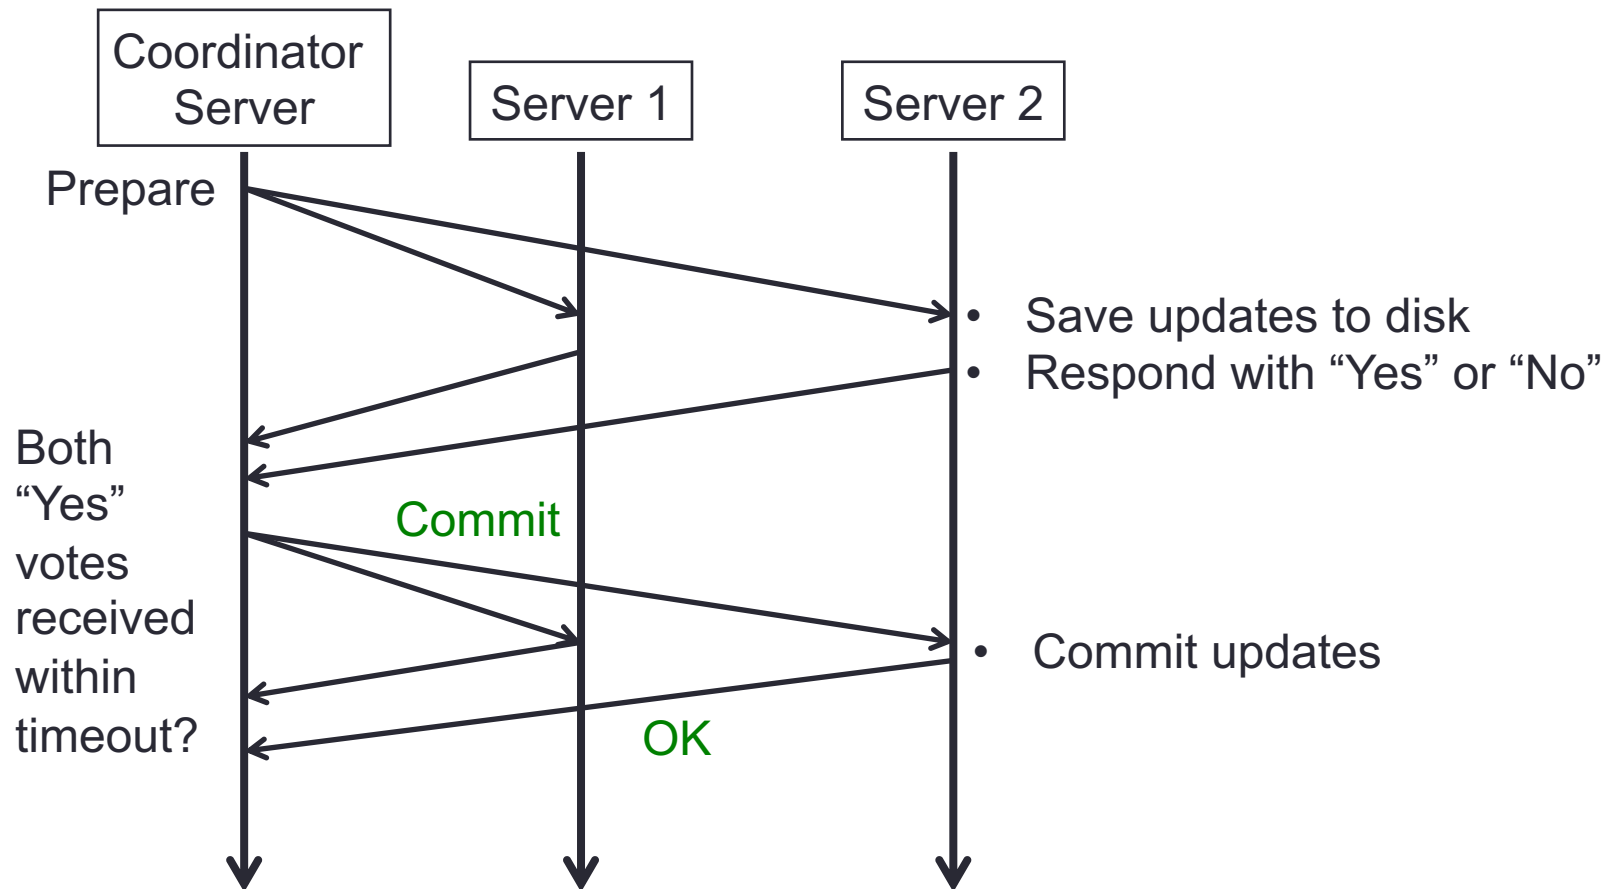 Coordinator
Server
Server 1
Server 2
Prepare
• Save updates to disk
• Respond with “Yes” or “No”
Both
“Yes”
votes
received
within
timeout?
Commit
• Commit updates
OK